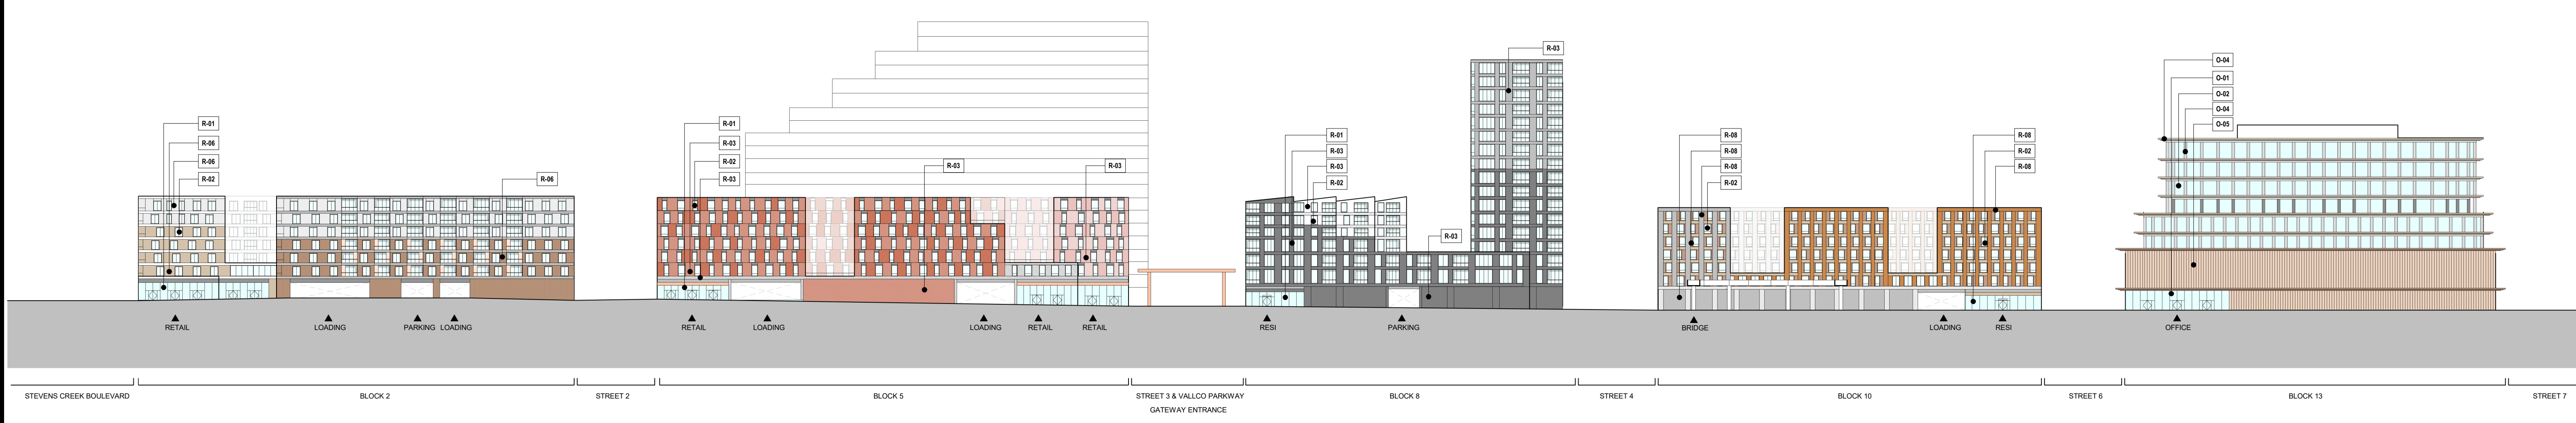 R-01
R-06
R-06
R-02
R-06
R-01
R-03
R-02
R-03
R-03
R-03
R-01
R-03
R-03
R-02
R-03
R-03
R-08
R-08
R-08
R-02
R-08
R-02
R-08
O-04
O-01
O-02
O-04
O-05
RETAIL
LOADING
PARKING
LOADING
RETAIL
LOADING
LOADING
RETAIL
RETAIL
RESI
PARKING
BRIDGE
LOADING
RESI
OFFICE
STEVENS CREEK BOULEVARD
BLOCK 2
STREET 2
BLOCK 5
STREET 3 & VALLCO PARKWAY
GATEWAY ENTRANCE
BLOCK 8
STREET 4
BLOCK 10
STREET 6
BLOCK 13
STREET 7